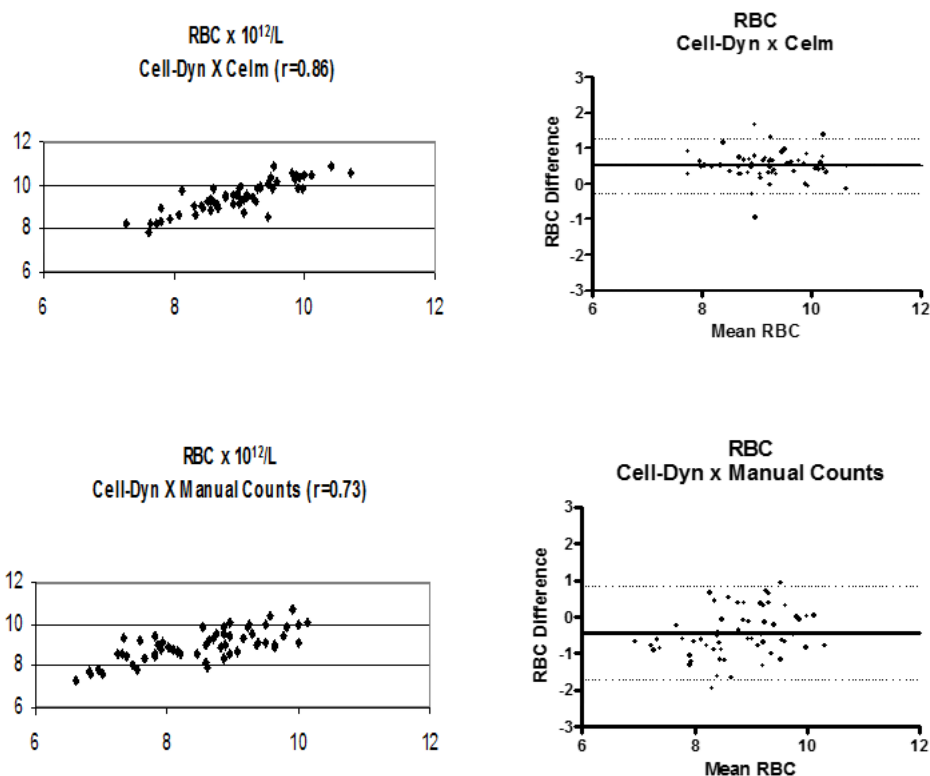 RBC x 10¹²/L
Cell-Dyn X Celm (r=0.86)
12
10
8
6
6 8 10 12
RBC
Cell-Dyn x Celm
3
2
1
0
-1
-2
-3
RBC Difference
6 8 10 12
Mean RBC
RBC x 10¹²/L
Cell-Dyn X Manual Counts (r=0.73)
12
10
8
6
6 8 10 12
RBC
Cell-Dyn x Manual Counts
3
2
1
0
-1
-2
-3
RBC Difference
6 8 10 12
Mean RBC